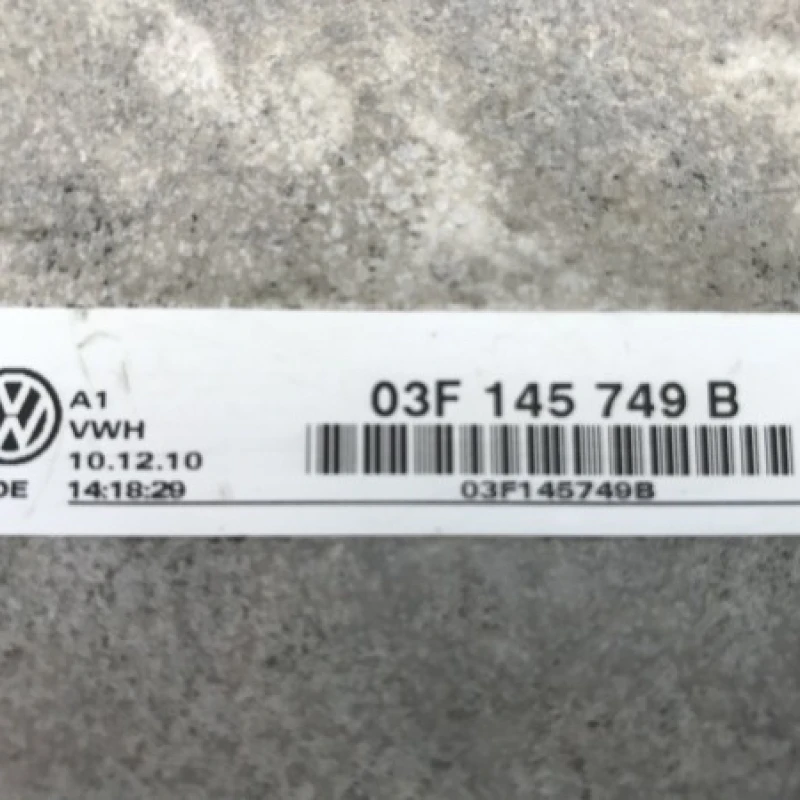 A1
VWH
10.12.10
DE 14:18:29
03F 145 749 B
03F145749B